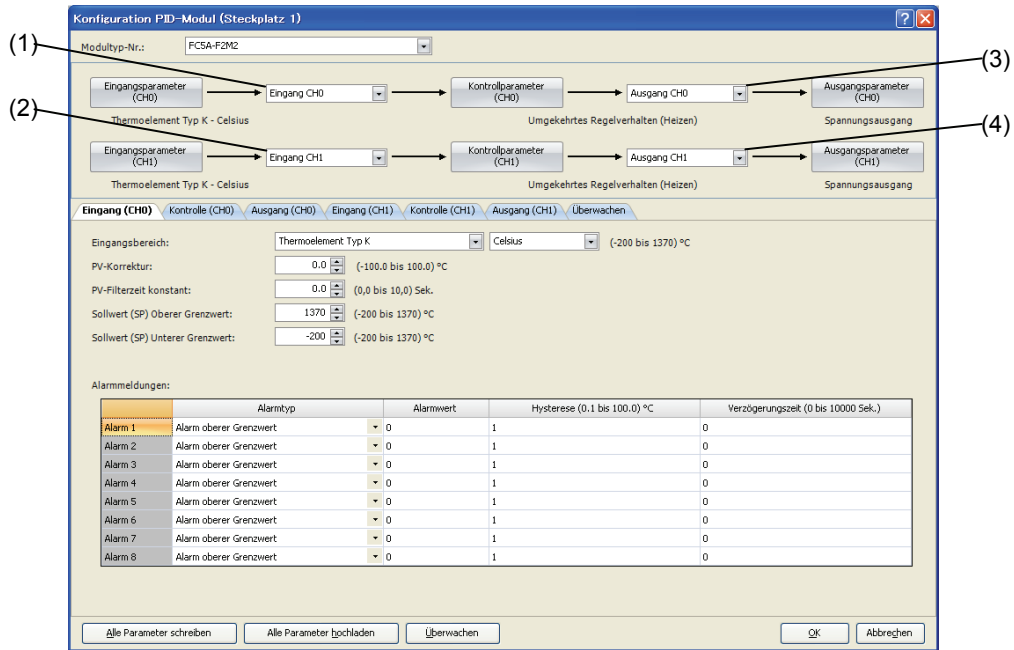 Konfiguration PID-Modul (Steckplatz 1)
(1)
Modultyp-Nr.: FC5A-F2M2
(3)
Eingangsparameter (CH0) Eingang CH0 Kontrollparameter (CH0) Ausgang CH0 Ausgangsparameter (CH0)
(2)
Thermoelement Typ K - Celsius Umgekehrtes Regelverhalten (Heizen) Spannungsausgang
(4)
Eingangsparameter (CH1) Eingang CH1 Kontrollparameter (CH1) Ausgang CH1 Ausgangsparameter (CH1)
Thermoelement Typ K - Celsius Umgekehrtes Regelverhalten (Heizen) Spannungsausgang
Eingang (CH0) Kontrolle (CH0) Ausgang (CH0) Eingang (CH1) Kontrolle (CH1) Ausgang (CH1) Überwachen
Eingangsbereich: Thermoelement Typ K Celsius (-200 bis 1370) °C
PV-Korrektur: 0.0 (-100.0 bis 100.0) °C
PV-Filterzeit konstant: 0.0 (0,0 bis 10,0) Sek.
Sollwert (SP) Oberer Grenzwert: 1370 (-200 bis 1370) °C
Sollwert (SP) Unterer Grenzwert: -200 (-200 bis 1370) °C
Alarmmeldungen:
Alarmtyp Alarmwert Hysterese (0.1 bis 100.0) °C Verzögerungszeit (0 bis 10000 Sek.)
Alarm 1 Alarm oberer Grenzwert 0 1 0
Alarm 2 Alarm oberer Grenzwert 0 1 0
Alarm 3 Alarm oberer Grenzwert 0 1 0
Alarm 4 Alarm oberer Grenzwert 0 1 0
Alarm 5 Alarm oberer Grenzwert 0 1 0
Alarm 6 Alarm oberer Grenzwert 0 1 0
Alarm 7 Alarm oberer Grenzwert 0 1 0
Alarm 8 Alarm oberer Grenzwert 0 1 0
Alle Parameter schreiben Alle Parameter hochladen Überwachen OK Abbrechen